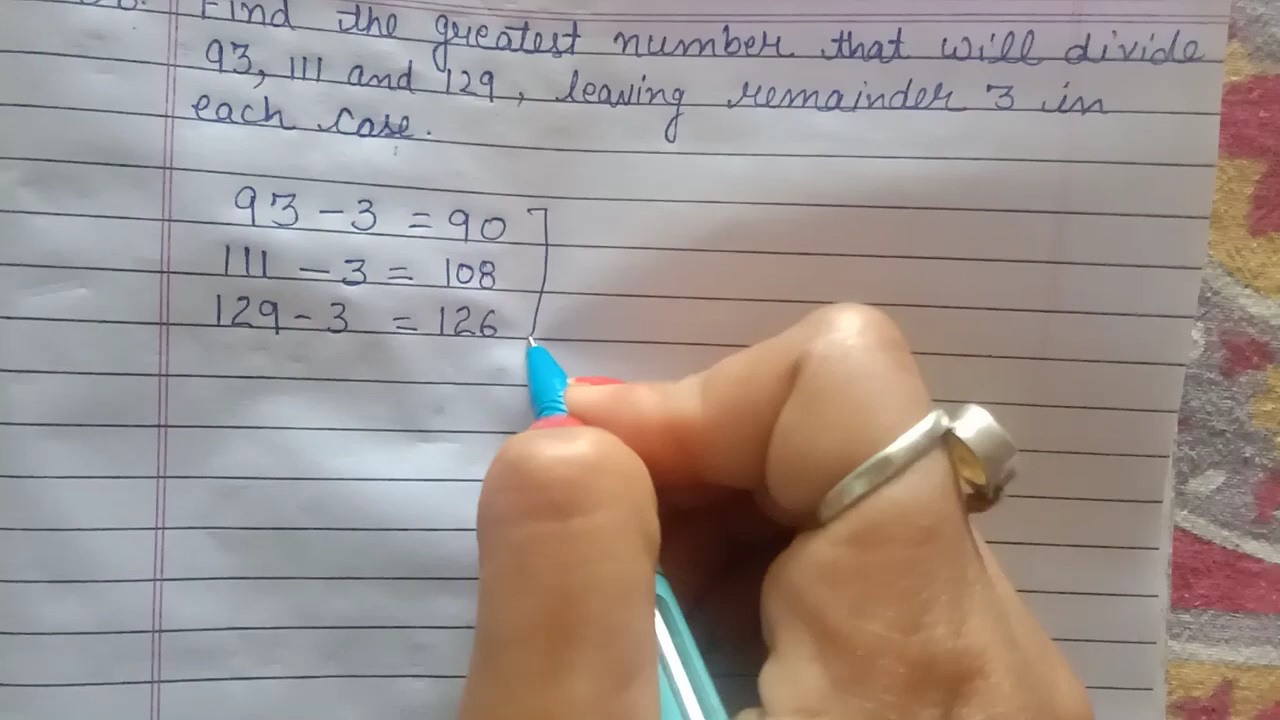 Find the greatest number that will divide
93, 111 and 129, leaving remainder 3 in
each case.
93 - 3 = 90
111 - 3 = 108
129 - 3 = 126